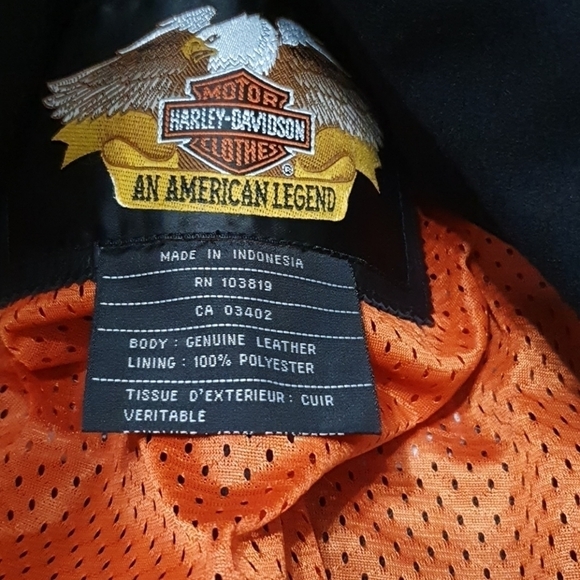 MOTOR
HARLEY-DAVIDSON
CLOTHES
®
AN AMERICAN LEGEND
MADE IN INDONESIA
RN 103819
CA 03402
BODY : GENUINE LEATHER
LINING : 100% POLYESTER
TISSUE D'EXTERIEUR : CUIR
VERITABLE